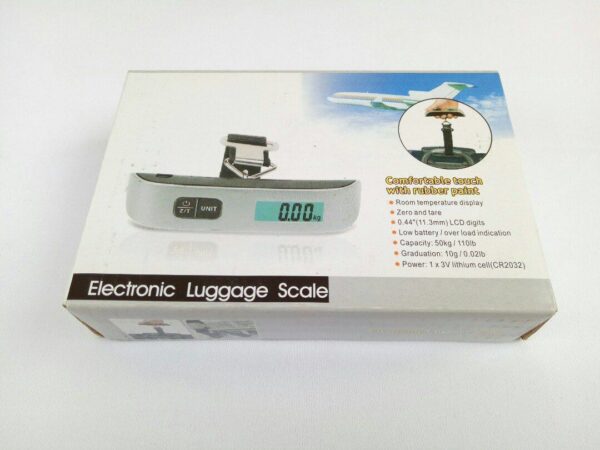 Comfortable touch
with rubber paint
Room temperature display
Zero and tare
0.44"(11.3mm) LCD digits
Low battery / over load indication
Capacity: 50kg / 110lb
Graduation: 10g / 0.02lb
Power: 1 x 3V lithium cell(CR2032)
Z/T
UNIT
0.00kg
Electronic Luggage Scale